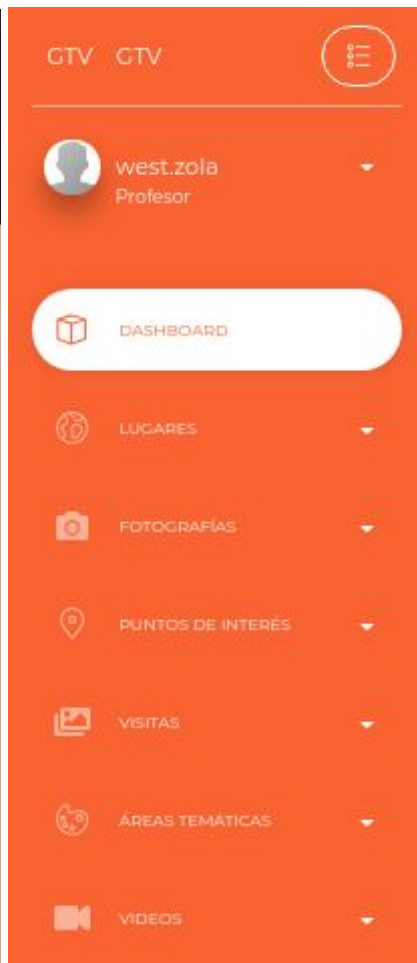 GTV GTV
west.zola
Profesor
DASHBOARD
LUGARES
FOTOGRAFÍAS
PUNTOS DE INTERÉS
VISITAS
ÁREAS TEMÁTICAS
VIDEOS